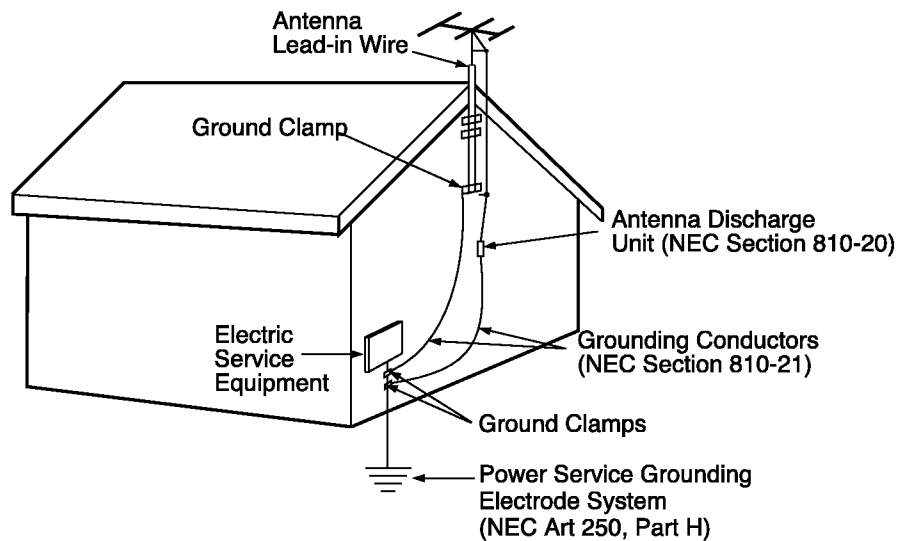 Antenna
Lead-in Wire
Ground Clamp
Antenna Discharge
Unit (NEC Section 810-20)
Electric
Service
Equipment
Grounding Conductors
(NEC Section 810-21)
Ground Clamps
Power Service Grounding
Electrode System
(NEC Art 250, Part H)